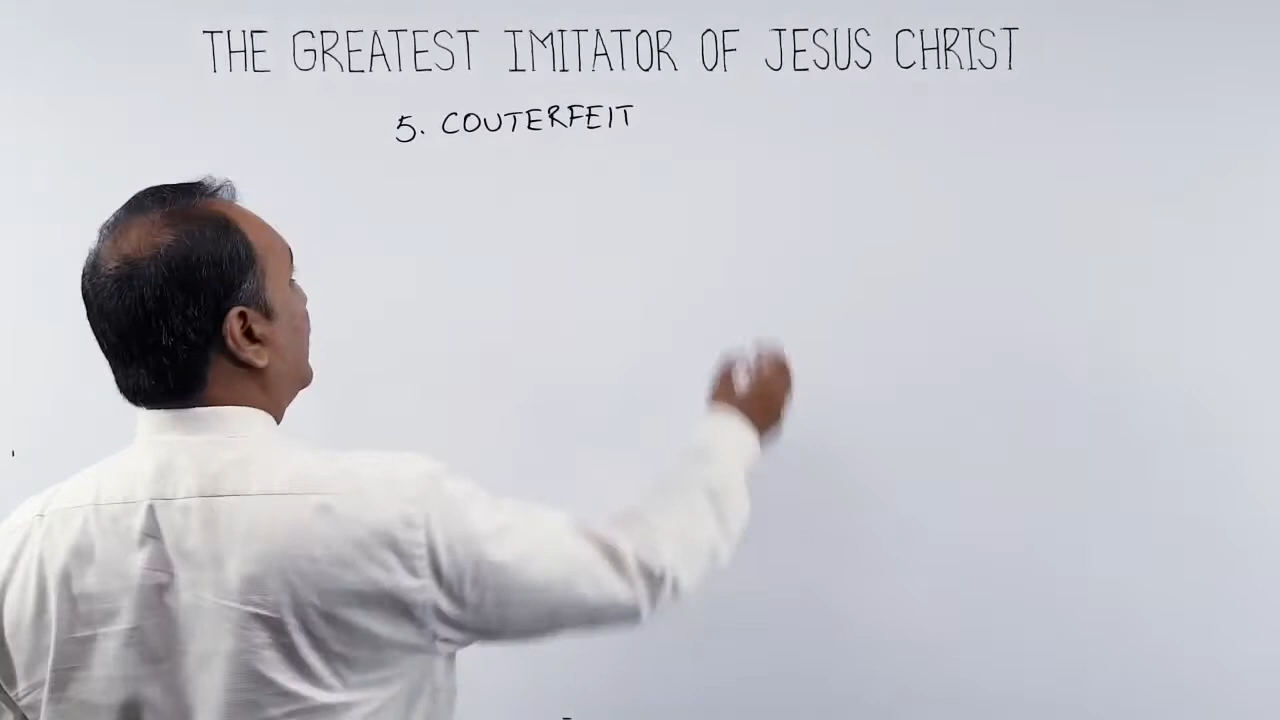 THE GREATEST IMITATOR OF JESUS CHRIST
5. COUTERFEIT